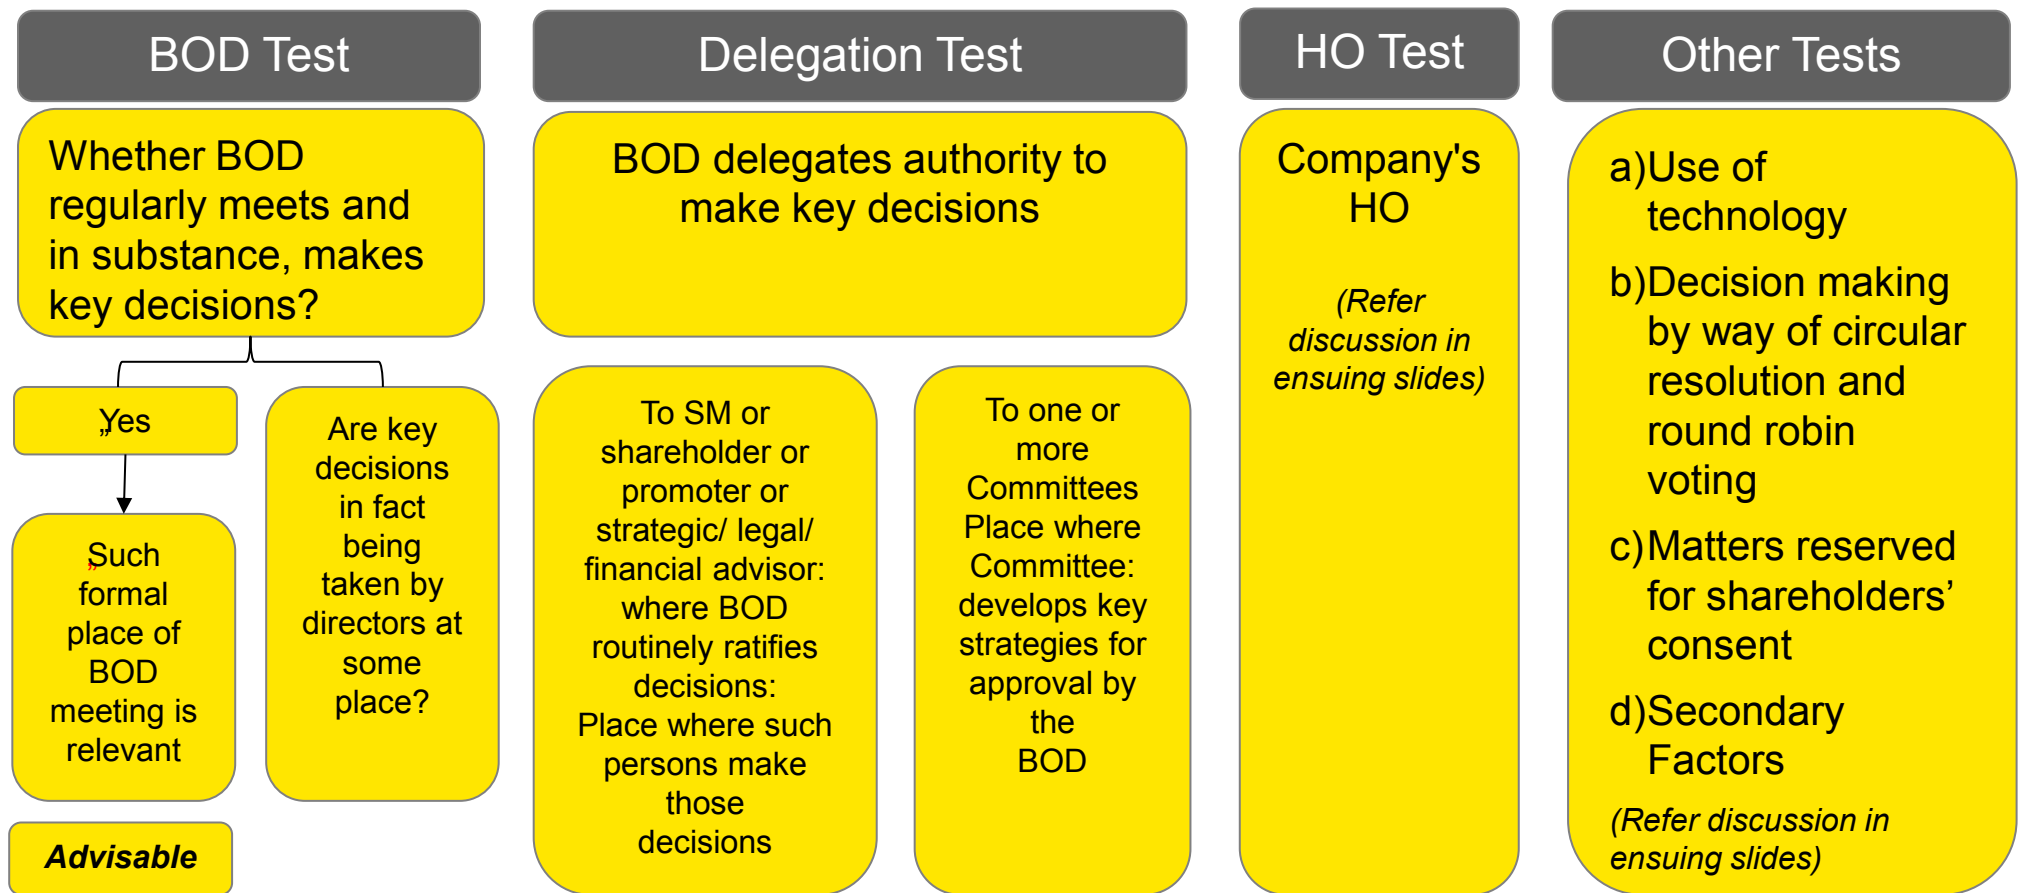 BOD Test
Whether BOD
regularly meets and
in substance, makes
key decisions?
„Yes
„Such
formal
place of
BOD
meeting is
relevant
Advisable
Are key
decisions
in fact
being
taken by
directors at
some
place?
Delegation Test
BOD delegates authority to
make key decisions
To SM or
shareholder or
promoter or
strategic/ legal/
financial advisor:
where BOD
routinely ratifies
decisions:
Place where such
persons make
those
decisions
To one or
more
Committees
Place where
Committee:
develops key
strategies for
approval by
the
BOD
HO Test
Company's
HO
(Refer
discussion in
ensuing slides)
Other Tests
a)Use of
technology
b)Decision making
by way of circular
resolution and
round robin
voting
c)Matters reserved
for shareholders’
consent
d)Secondary
Factors
(Refer discussion in
ensuing slides)